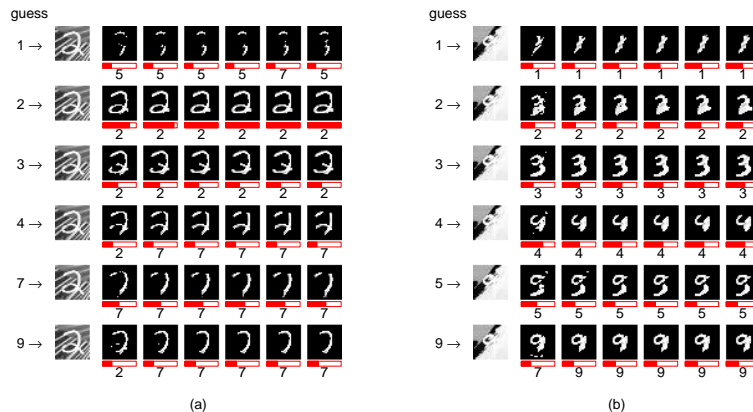 guess guess
1 → 5 5 5 5 7 5 1 → 1 1 1 1 1 1
2 → 2 2 2 2 2 2 2 → 2 2 2 2 2 2
3 → 2 2 2 2 2 2 3 → 3 3 3 3 3 3
4 → 2 7 7 7 7 7 4 → 4 4 4 4 4 4
7 → 7 7 7 7 7 7 5 → 5 5 5 5 5 5
9 → 2 7 7 7 7 7 9 → 7 9 9 9 9 9
(a) (b)